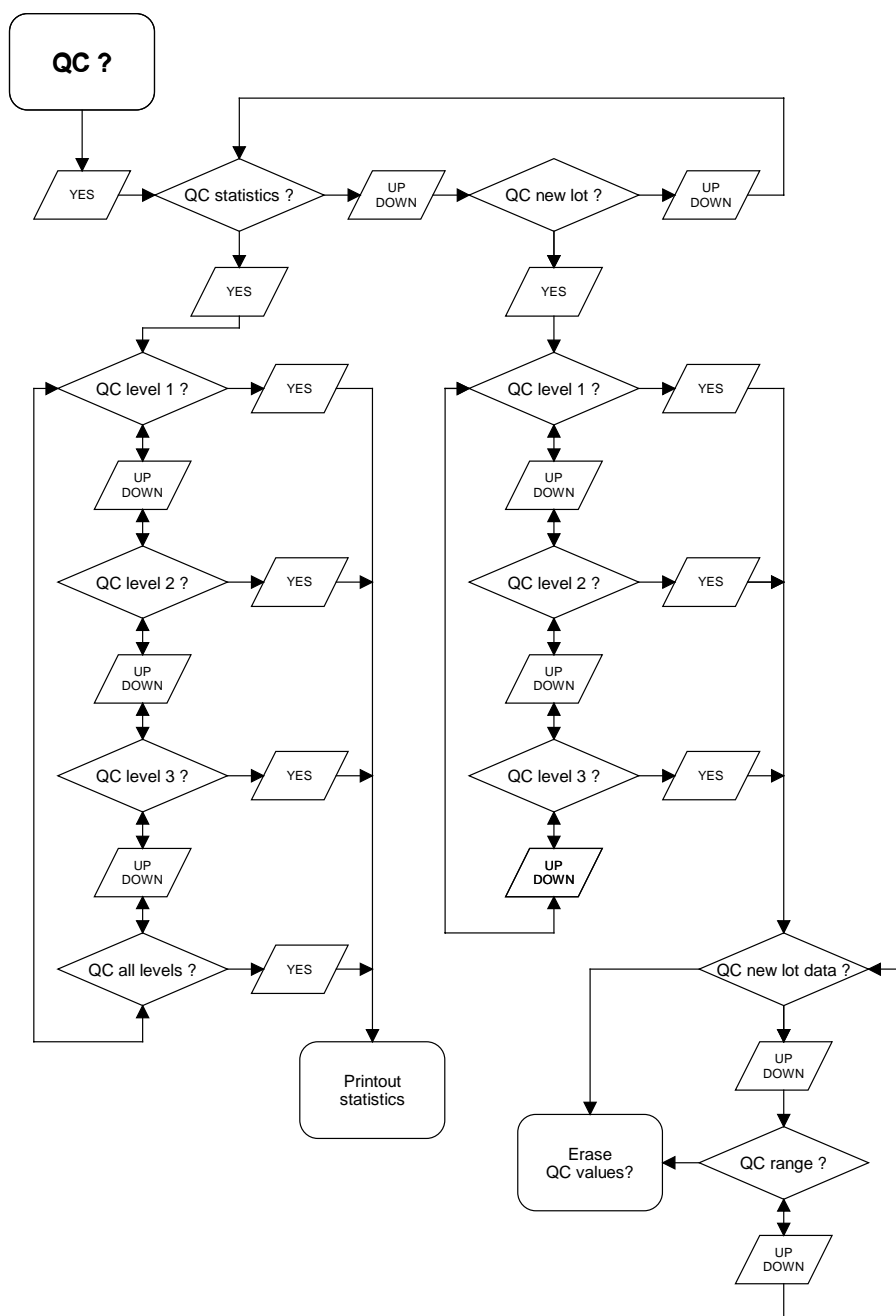 QC ?
YES
QC statistics ?
UP
DOWN
QC new lot ?
UP
DOWN
YES
YES
QC level 1 ?
YES
QC level 1 ?
YES
UP
DOWN
UP
DOWN
QC level 2 ?
YES
QC level 2 ?
YES
UP
DOWN
UP
DOWN
QC level 3 ?
YES
QC level 3 ?
YES
UP
DOWN
UP
DOWN
QC all levels ?
YES
QC new lot data ?
Printout
statistics
UP
DOWN
Erase
QC values?
QC range ?
UP
DOWN